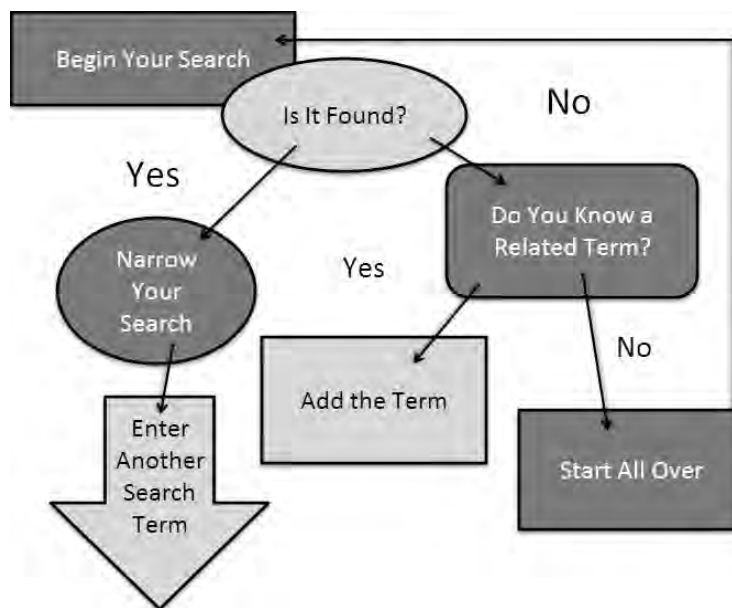 Begin Your Search
Is It Found?
No
Yes
Do You Know a
Related Term?
Narrow
Your
Search
Yes
No
Add the Term
Enter
Another
Search
Term
Start All Over